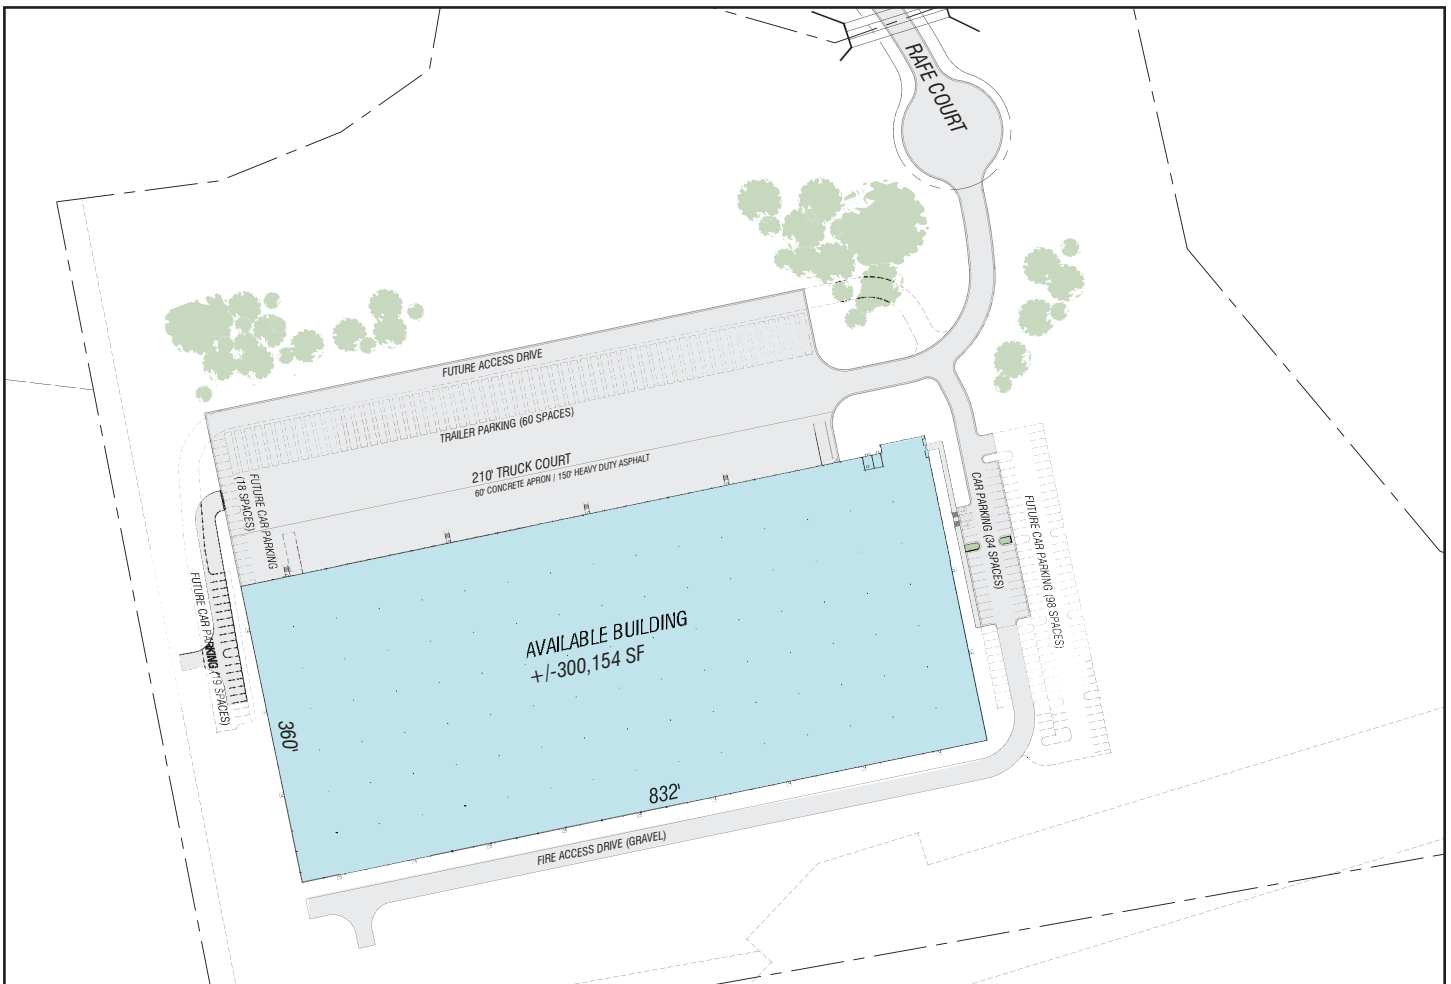 RAFE COURT
FUTURE ACCESS DRIVE
TRAILER PARKING (60 SPACES)
210' TRUCK COURT
60' CONCRETE APRON / 150' HEAVY DUTY ASPHALT
FUTURE CAR PARKING
(18 SPACES)
FUTURE CAR PARKING (19 SPACES)
CAR PARKING (34 SPACES)
FUTURE CAR PARKING (98 SPACES)
AVAILABLE BUILDING
+/-300,154 SF
360'
832'
FIRE ACCESS DRIVE (GRAVEL)